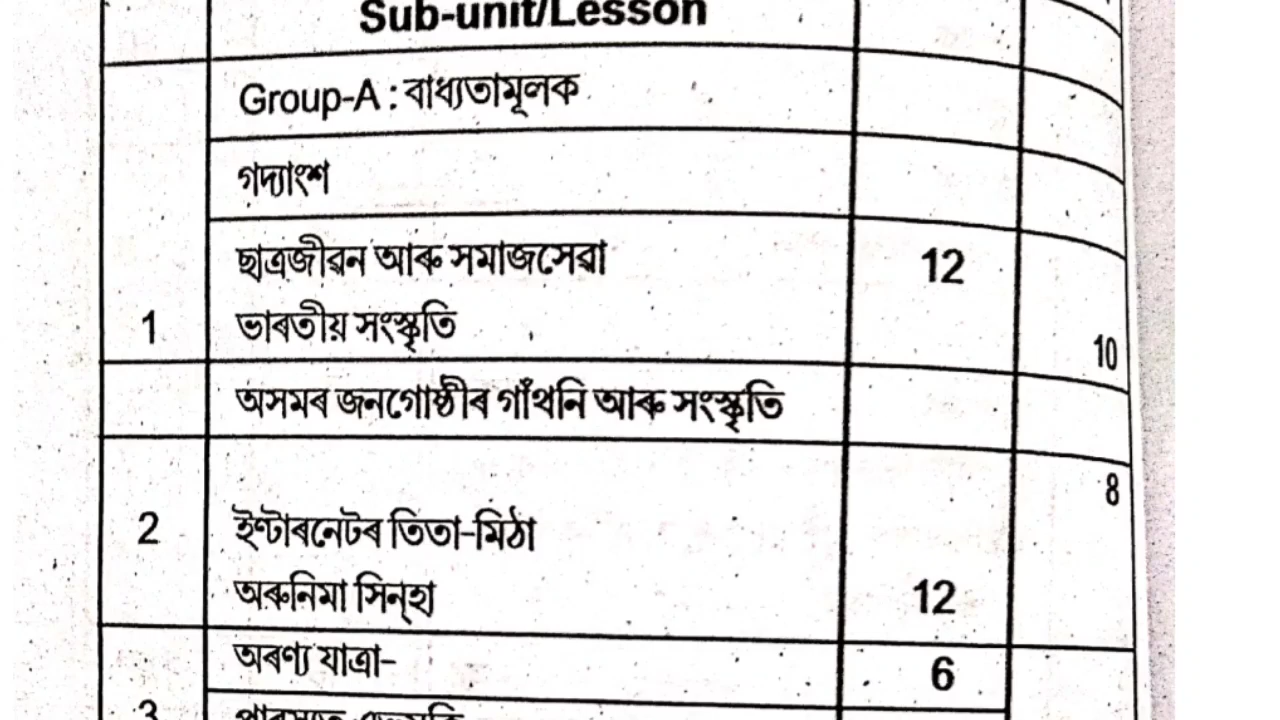 Sub-unit/Lesson
Group-A : বাধ্যতামূলক
গদ্যাংশ
ছাত্ৰজীৱন আৰু সমাজসেৱা 12
1 ভাৰতীয় সংস্কৃতি 10
অসমৰ জনগোষ্ঠীৰ গাঁথনি আৰু সংস্কৃতি
8
2 ইণ্টাৰনেটৰ তিতা-মিঠা
অৰুনিমা সিন্‌হা 12
অৰণ্য যাত্ৰা- 6
3